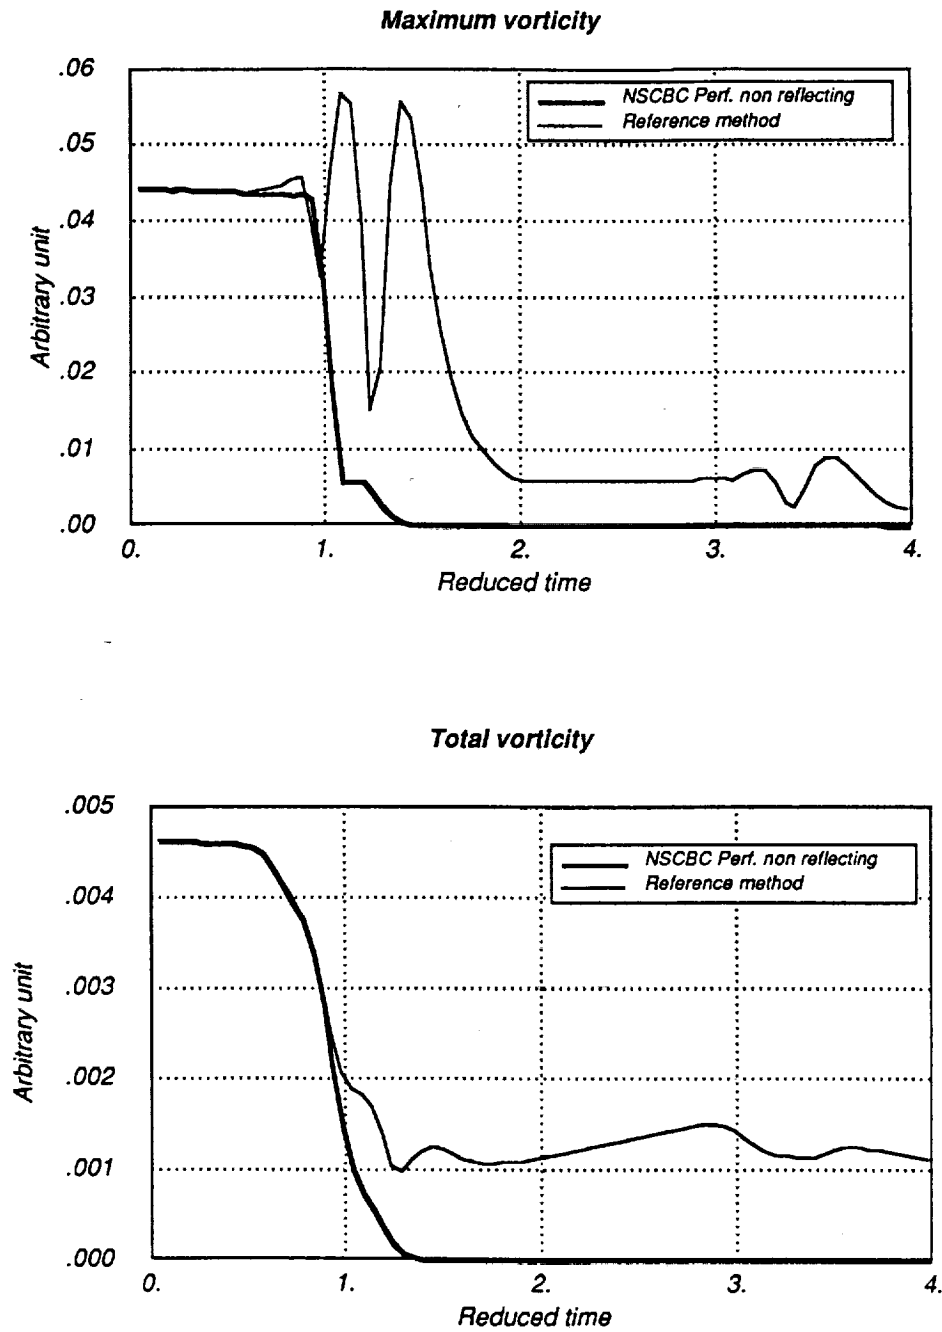 Maximum vorticity
.06
.05
.04
.03
.02
.01
.00
Arbitrary unit
NSCBC Perf. non reflecting
Reference method
0. 1. 2. 3. 4.
Reduced time
Total vorticity
.005
.004
.003
.002
.001
.000
Arbitrary unit
NSCBC Perf. non reflecting
Reference method
0. 1. 2. 3. 4.
Reduced time